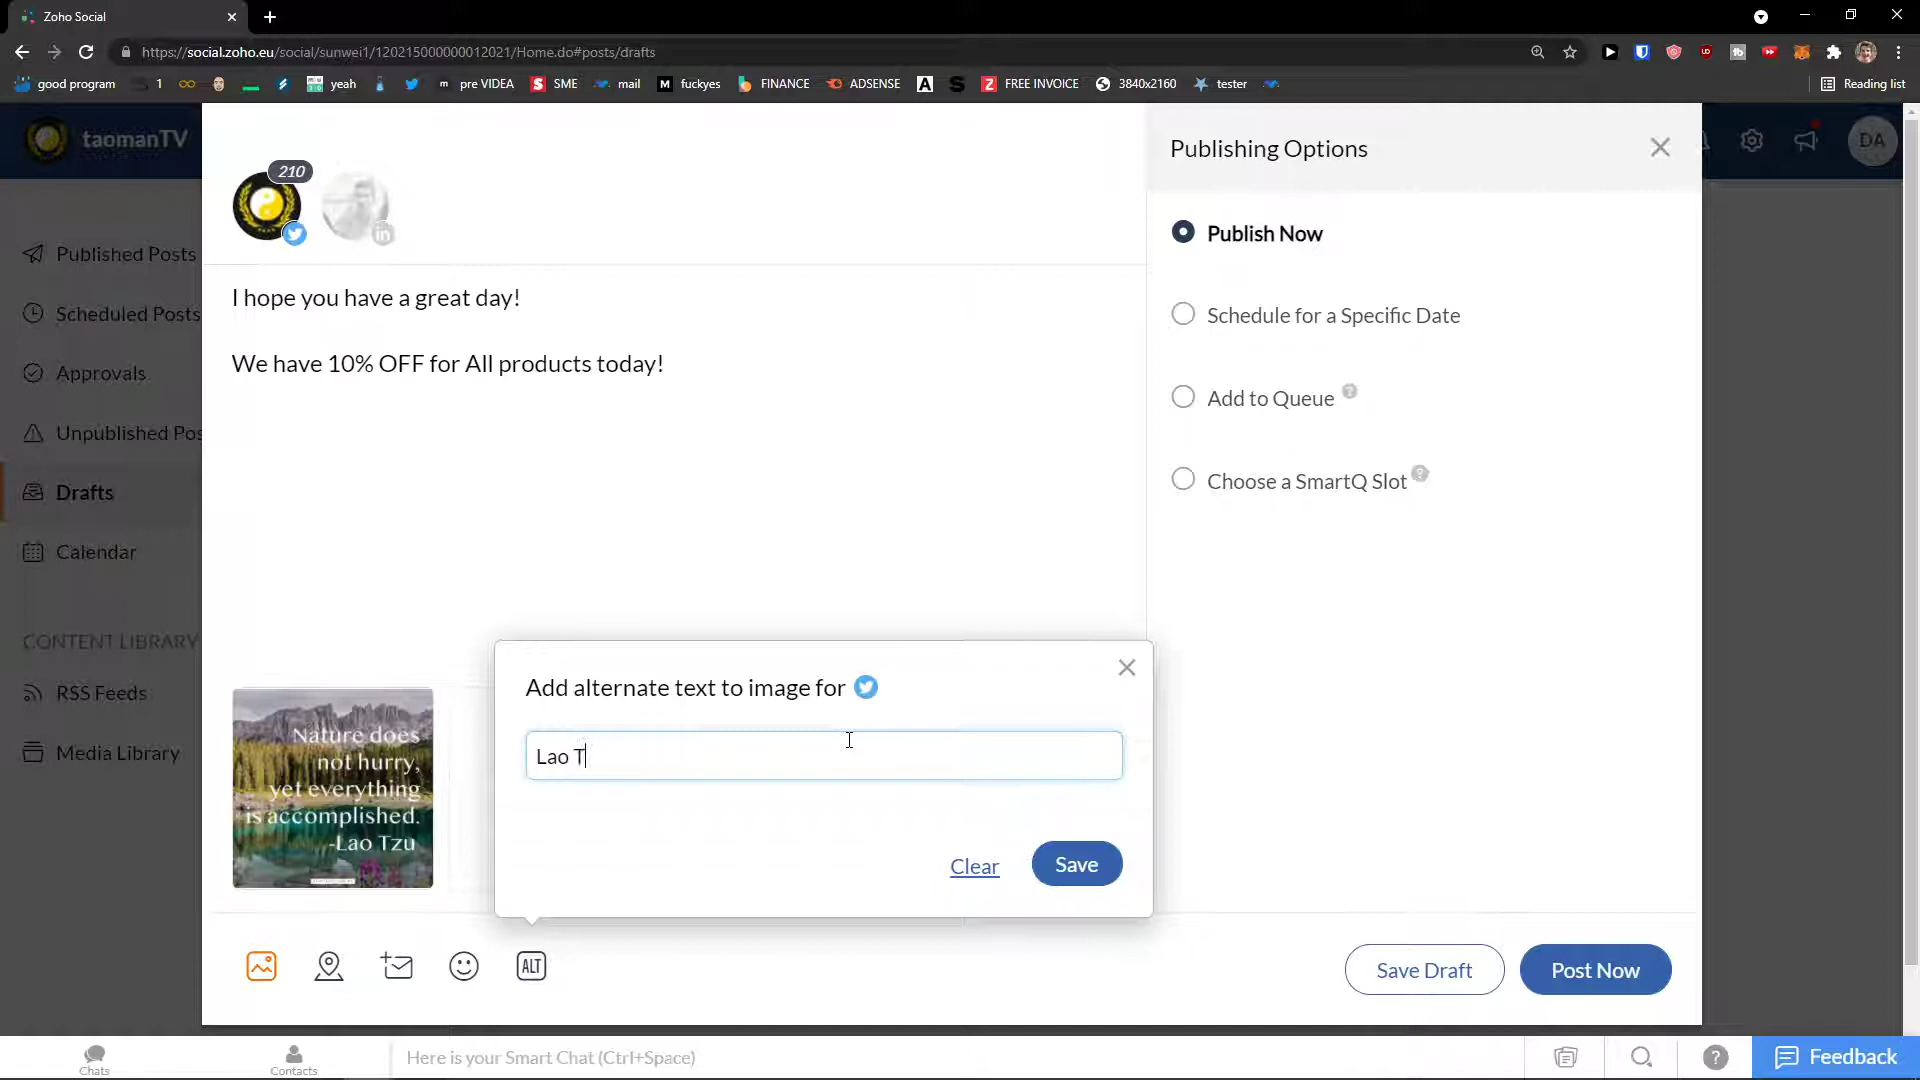 Zoho Social
https://social.zoho.eu/social/sunwei1/120215000000012021/Home.do#posts/drafts
good program
1
yeah
m
pre VIDEA
S
SME
mail
M
fuckyes
FINANCE
ADSENSE
A
S
Z
FREE INVOICE
3840x2160
tester
Reading list
taomanTV
DA
210
in
Publishing Options
Published Posts
Scheduled Posts
Approvals
Unpublished Pos
Drafts
Calendar
CONTENT LIBRARY
RSS Feeds
Media Library
I hope you have a great day!
We have 10% OFF for All products today!
Publish Now
Schedule for a Specific Date
Add to Queue ?
Choose a SmartQ Slot ?
Nature does
not hurry,
yet everything
is accomplished.
-Lao Tzu
Add alternate text to image for
Lao T
Clear
Save
ALT
Save Draft
Post Now
Chats
Contacts
Here is your Smart Chat (Ctrl+Space)
?
Feedback